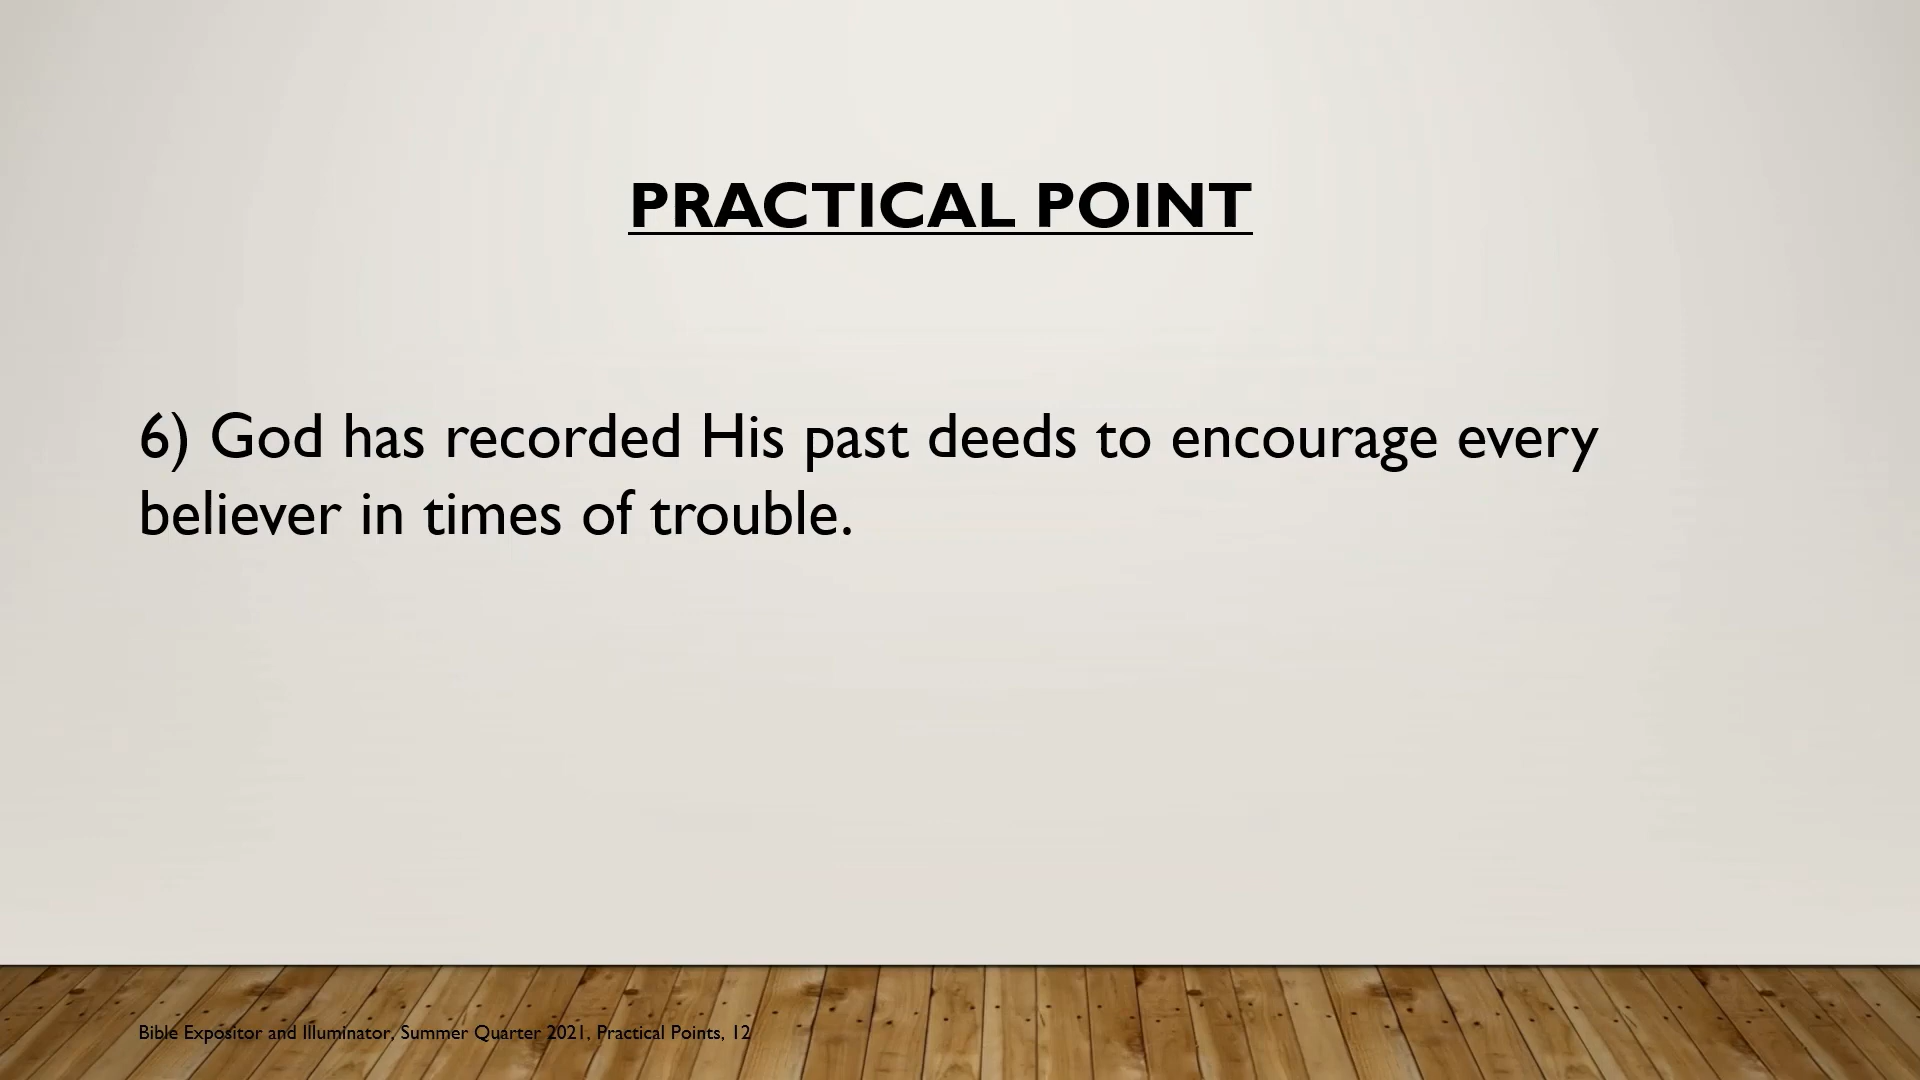 PRACTICAL POINT
6) God has recorded His past deeds to encourage every
believer in times of trouble.
Bible Expositor and Illuminator, Summer Quarter 2021, Practical Points, 12